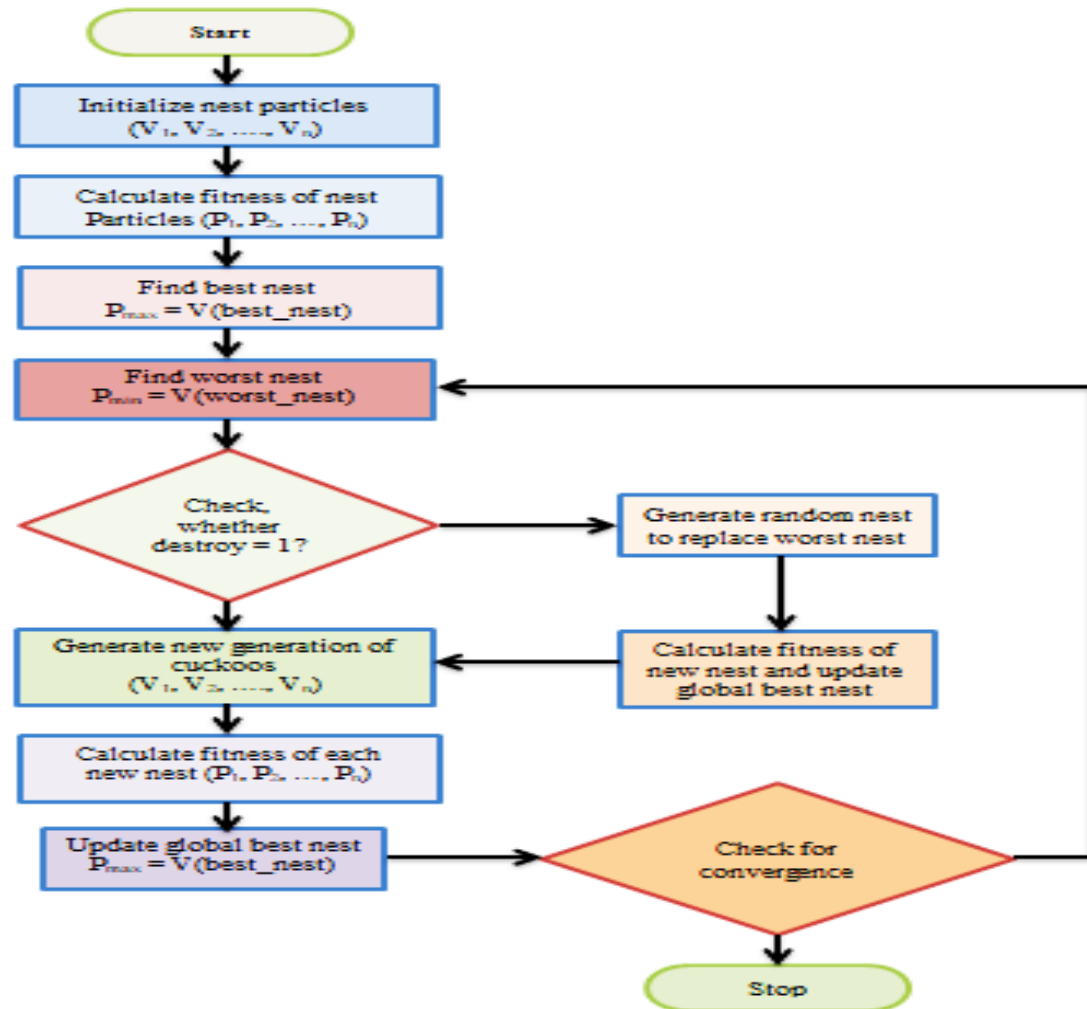 Start
Initialize nest particles
(V₁, V₂, ...., Vₙ)
Calculate fitness of nest
Particles (P₁, P₂, ...., Pₙ)
Find best nest
Pₘₐₓ = V(best_nest)
Find worst nest
Pₘᵢₙ = V(worst_nest)
Check,
whether
destroy = 1?
Generate random nest
to replace worst nest
Generate new generation of
cuckoos
(V₁, V₂, ...., Vₙ)
Calculate fitness of
new nest and update
global best nest
Calculate fitness of each
new nest (P₁, P₂, ...., Pₙ)
Update global best nest
Pₘₐₓ = V(best_nest)
Check for
convergence
Stop